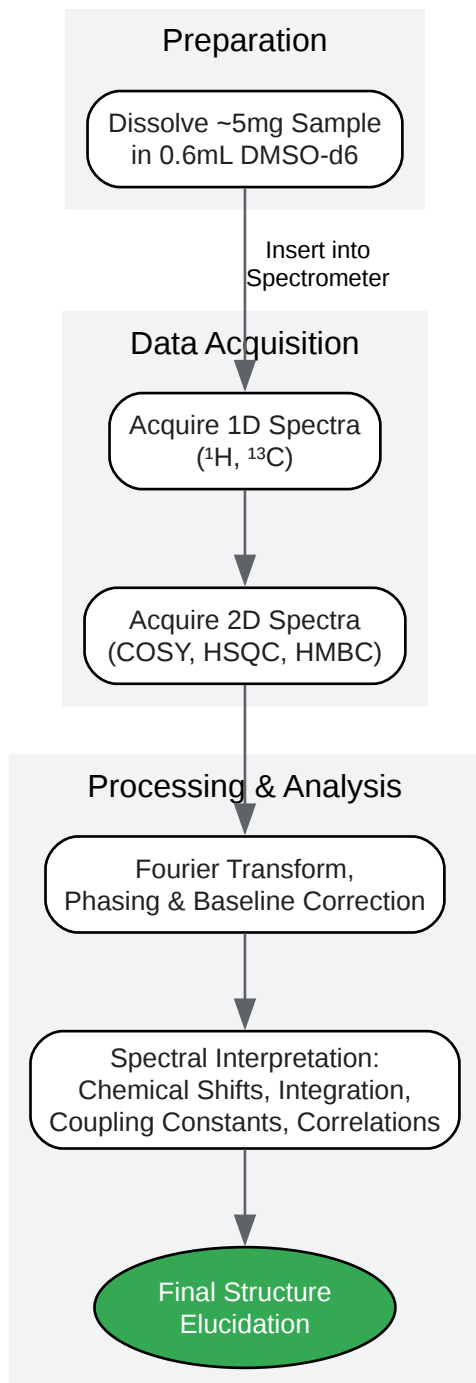 Preparation
Dissolve ~5mg Sample
in 0.6mL DMSO-d6
Insert into
Spectrometer
Data Acquisition
Acquire 1D Spectra
(¹H, ¹³C)
Acquire 2D Spectra
(COSY, HSQC, HMBC)
Processing & Analysis
Fourier Transform,
Phasing & Baseline Correction
Spectral Interpretation:
Chemical Shifts, Integration,
Coupling Constants, Correlations
Final Structure
Elucidation